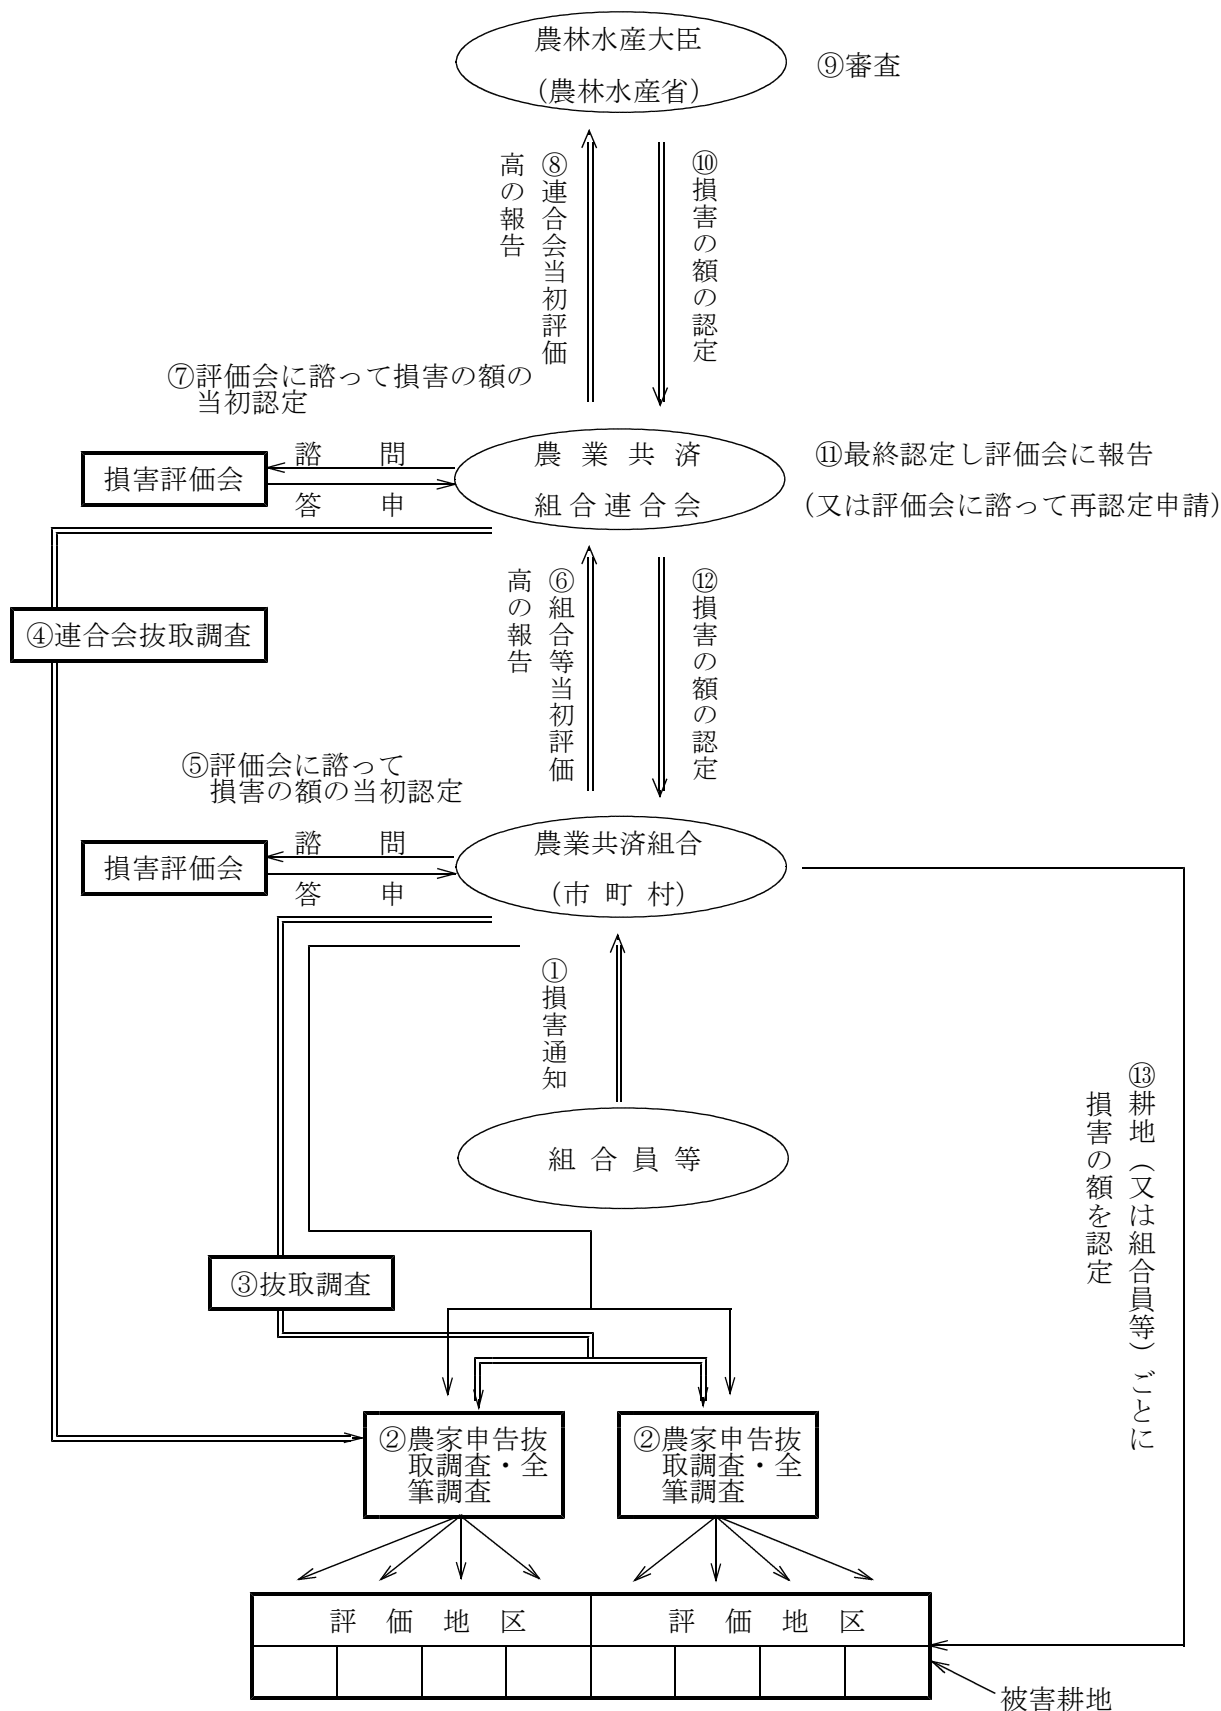 農林水産大臣
(農林水産省)
⑨審査
⑧連合会当初評価
高の報告
⑩損害の額の認定
⑦評価会に諮って損害の額の
当初認定
諮 問
損害評価会
答 申
農業共済
組合連合会
⑪最終認定し評価会に報告
(又は評価会に諮って再認定申請)
④連合会抜取調査
⑥組合等当初評価
高の報告
⑫損害の額の認定
⑤評価会に諮って
損害の額の当初認定
諮 問
損害評価会
答 申
農業共済組合
(市町村)
①損害通知
組合員等
⑬耕地(又は組合員等)ごとに
損害の額を認定
③抜取調査
②農家申告抜
取調査・全
筆調査
②農家申告抜
取調査・全
筆調査
評価地区
評価地区
被害耕地